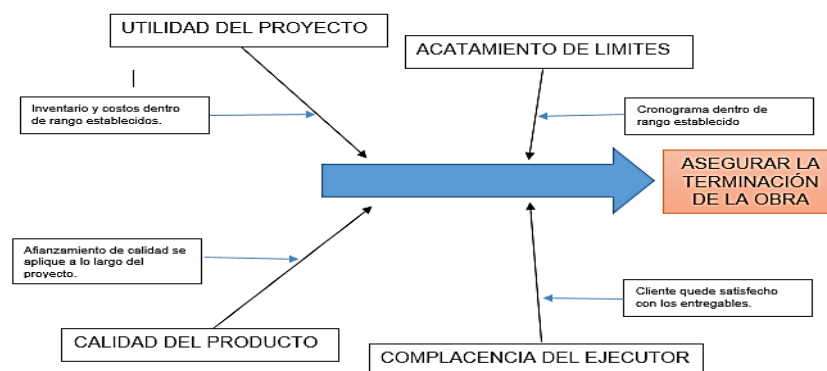 UTILIDAD DEL PROYECTO
ACATAMIENTO DE LIMITES
Inventario y costos dentro
de rango establecidos.
Cronograma dentro de
rango establecido
ASEGURAR LA
TERMINACIÓN
DE LA OBRA
Afianzamiento de calidad se
aplique a lo largo del
proyecto.
Cliente quede satisfecho
con los entregables.
CALIDAD DEL PRODUCTO
COMPLACENCIA DEL EJECUTOR